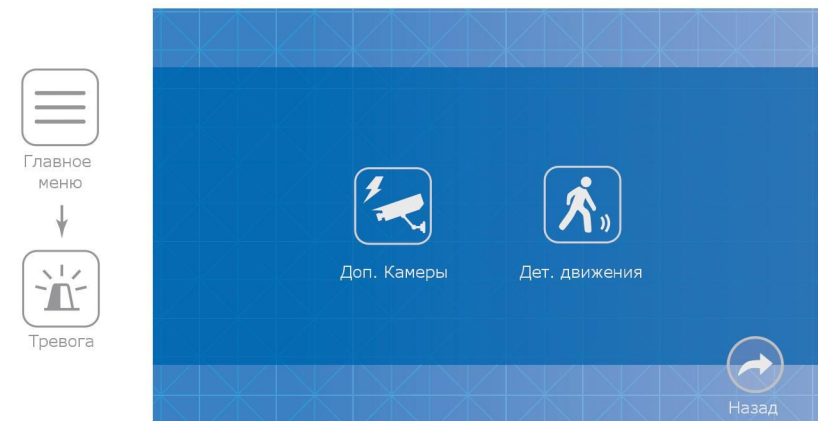 Главное
меню
Тревога
Доп. Камеры
Дет. движения
Назад